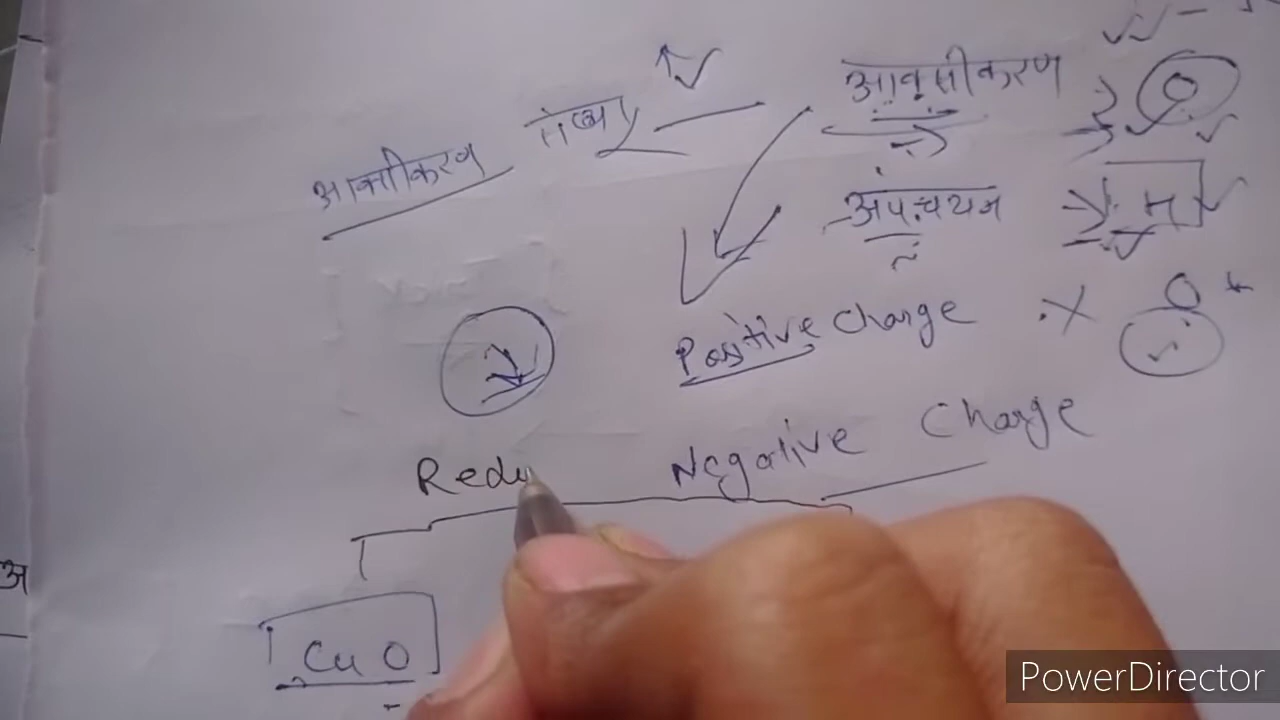 आक्सीकरण संख्या
आक्सीकरण O
अपचयन H
Positive Charge X O
Negative Charge
Redu
CuO
अ
PowerDirector